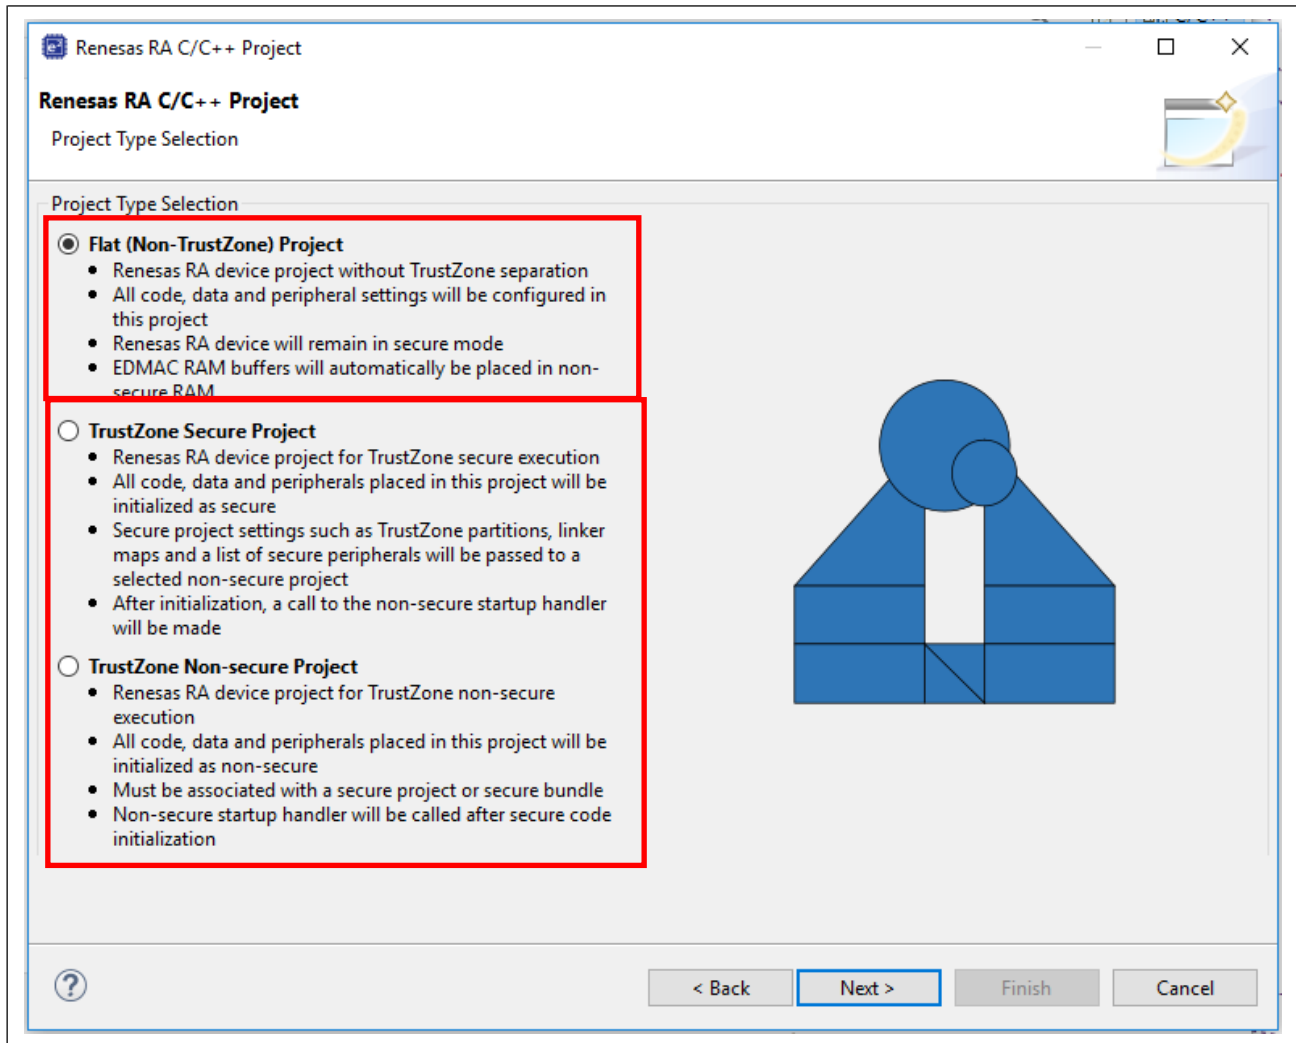 Renesas RA C/C++ Project
Renesas RA C/C++ Project
Project Type Selection
Project Type Selection
Flat (Non-TrustZone) Project
• Renesas RA device project without TrustZone separation
• All code, data and peripheral settings will be configured in
this project
• Renesas RA device will remain in secure mode
• EDMAC RAM buffers will automatically be placed in non-
secure RAM
TrustZone Secure Project
• Renesas RA device project for TrustZone secure execution
• All code, data and peripherals placed in this project will be
initialized as secure
• Secure project settings such as TrustZone partitions, linker
maps and a list of secure peripherals will be passed to a
selected non-secure project
• After initialization, a call to the non-secure startup handler
will be made
TrustZone Non-secure Project
• Renesas RA device project for TrustZone non-secure
execution
• All code, data and peripherals placed in this project will be
initialized as non-secure
• Must be associated with a secure project or secure bundle
• Non-secure startup handler will be called after secure code
initialization
?
< Back
Next >
Finish
Cancel